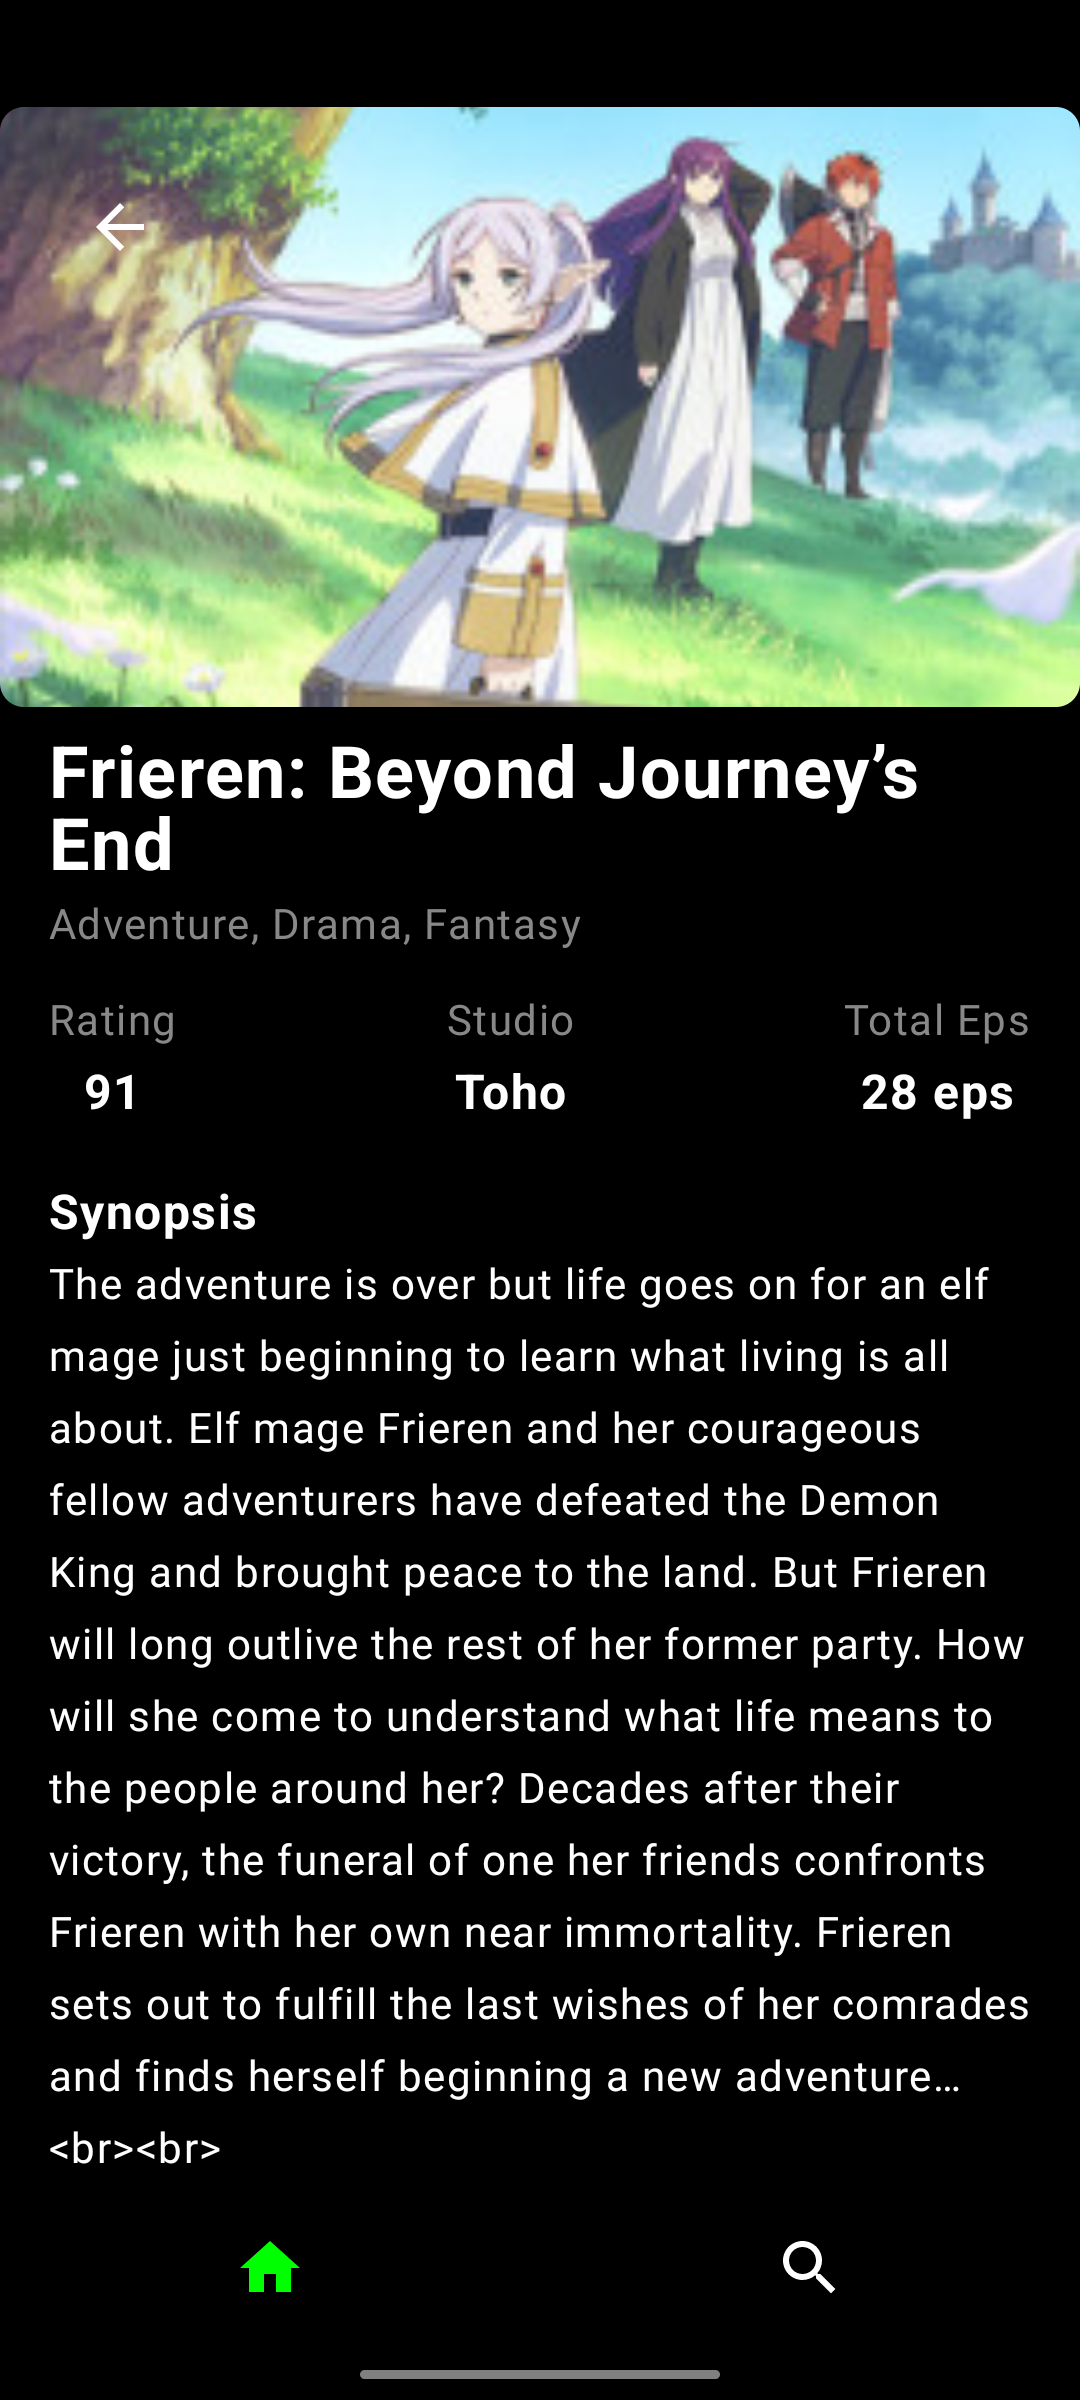 Frieren: Beyond Journey’s
End
Adventure, Drama, Fantasy
Rating
Studio
Total Eps
91
Toho
28 eps
Synopsis
The adventure is over but life goes on for an elf
mage just beginning to learn what living is all
about. Elf mage Frieren and her courageous
fellow adventurers have defeated the Demon
King and brought peace to the land. But Frieren
will long outlive the rest of her former party. How
will she come to understand what life means to
the people around her? Decades after their
victory, the funeral of one her friends confronts
Frieren with her own near immortality. Frieren
sets out to fulfill the last wishes of her comrades
and finds herself beginning a new adventure…
<br><br>